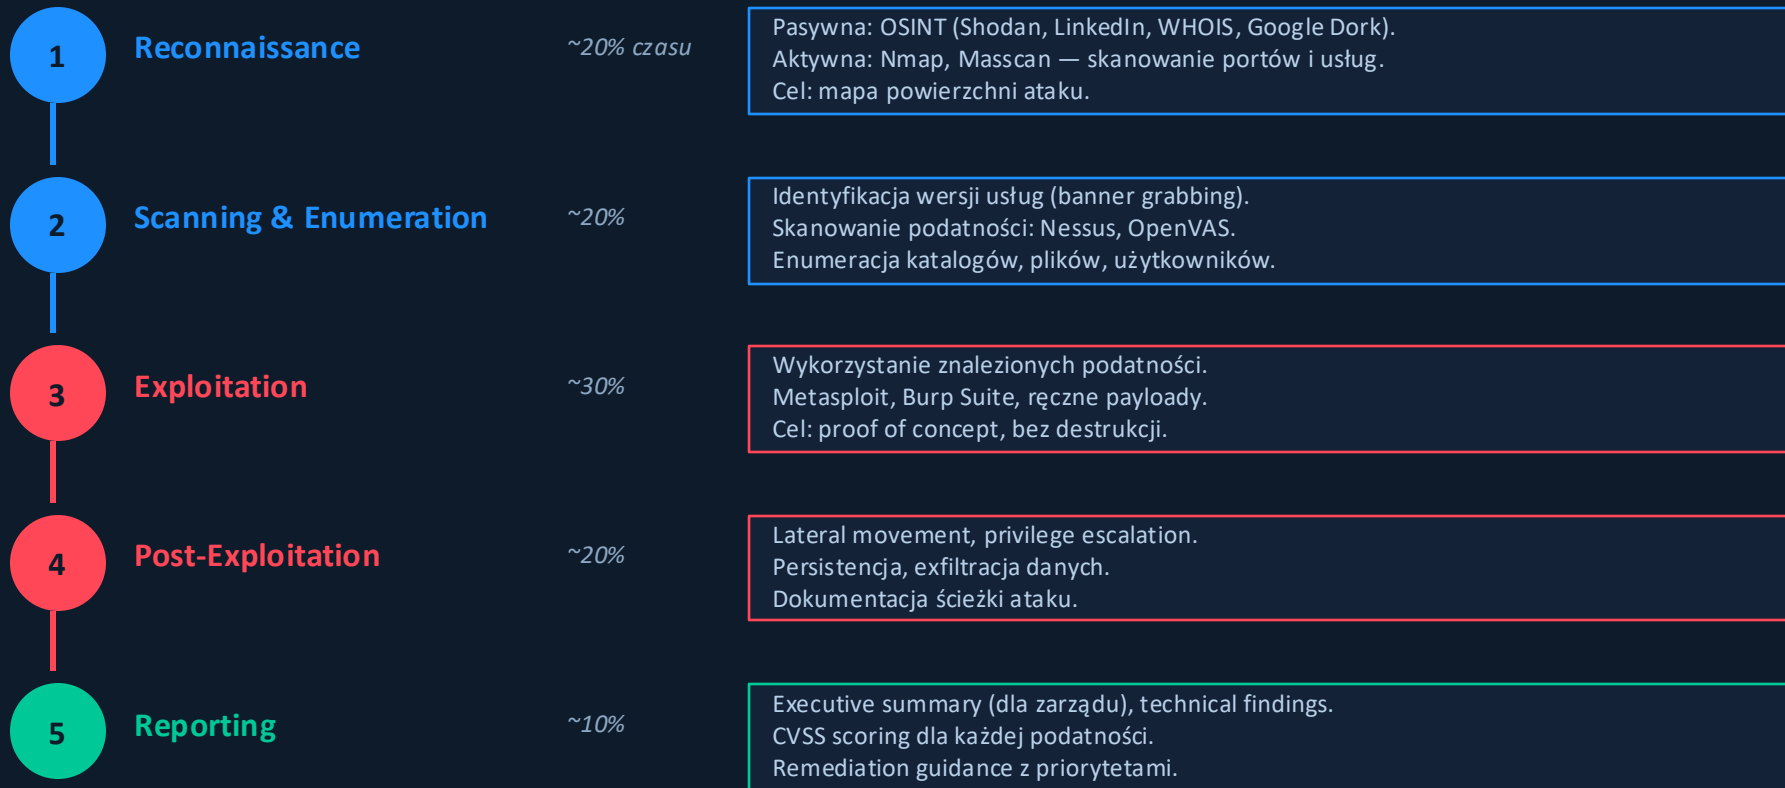 1
Reconnaissance
~20% czasu
Pasywna: OSINT (Shodan, LinkedIn, WHOIS, Google Dork).
Aktywna: Nmap, Masscan — skanowanie portów i usług.
Cel: mapa powierzchni ataku.
2
Scanning & Enumeration
~20%
Identyfikacja wersji usług (banner grabbing).
Skanowanie podatności: Nessus, OpenVAS.
Enumeracja katalogów, plików, użytkowników.
3
Exploitation
~30%
Wykorzystanie znalezionych podatności.
Metasploit, Burp Suite, ręczne payloady.
Cel: proof of concept, bez destrukcji.
4
Post-Exploitation
~20%
Lateral movement, privilege escalation.
Persistencja, exfiltracja danych.
Dokumentacja ścieżki ataku.
5
Reporting
~10%
Executive summary (dla zarządu), technical findings.
CVSS scoring dla każdej podatności.
Remediation guidance z priorytetami.